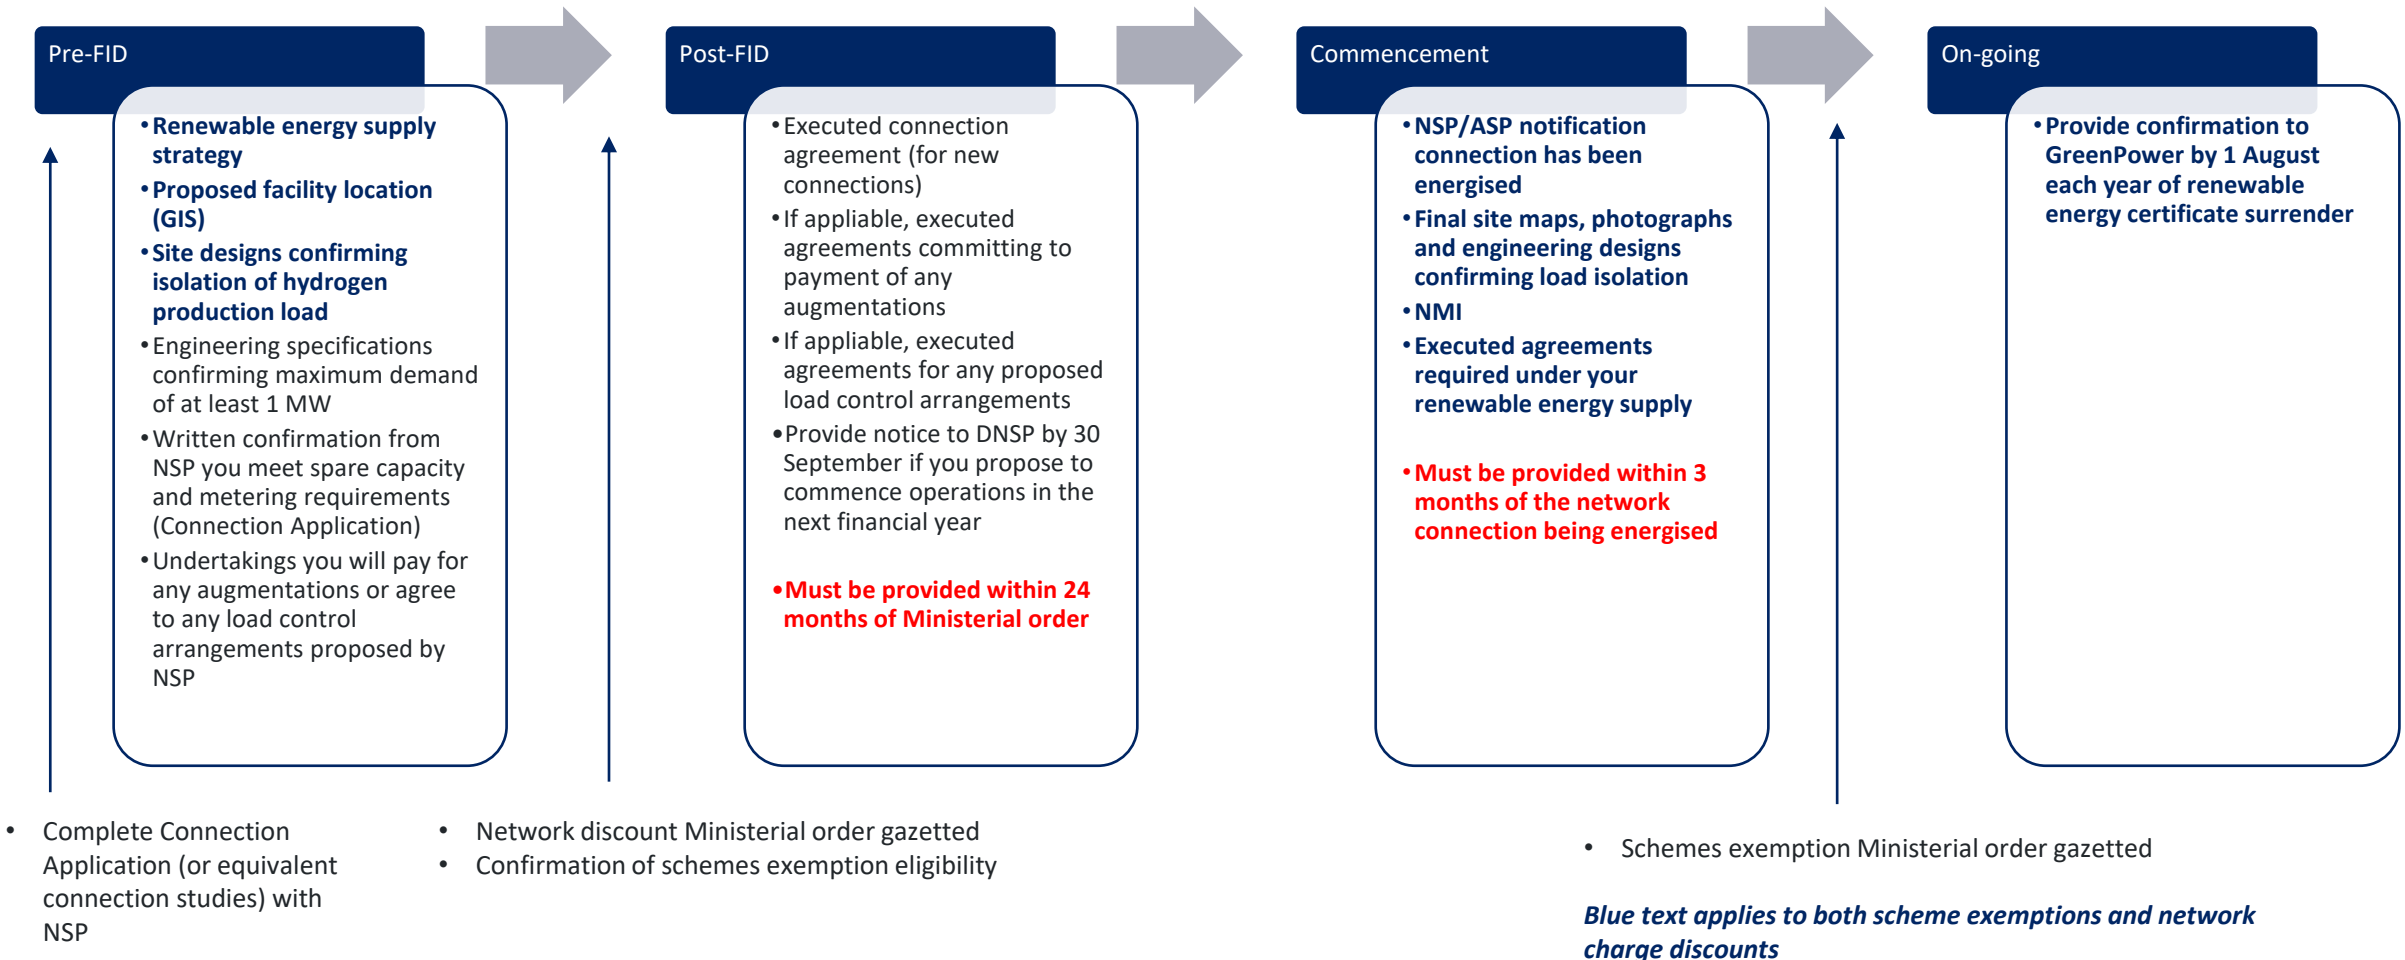 Pre-FID
• Renewable energy supply
strategy
• Proposed facility location
(GIS)
• Site designs confirming
isolation of hydrogen
production load
• Engineering specifications
confirming maximum demand
of at least 1 MW
• Written confirmation from
NSP you meet spare capacity
and metering requirements
(Connection Application)
• Undertakings you will pay for
any augmentations or agree
to any load control
arrangements proposed by
NSP
Post-FID
• Executed connection
agreement (for new
connections)
• If appliable, executed
agreements committing to
payment of any
augmentations
• If appliable, executed
agreements for any proposed
load control arrangements
• Provide notice to DNSP by 30
September if you propose to
commence operations in the
next financial year
• Must be provided within 24
months of Ministerial order
Commencement
• NSP/ASP notification
connection has been
energised
• Final site maps, photographs
and engineering designs
confirming load isolation
• NMI
• Executed agreements
required under your
renewable energy supply
• Must be provided within 3
months of the network
connection being energised
On-going
• Provide confirmation to
GreenPower by 1 August
each year of renewable
energy certificate surrender
• Complete Connection
Application (or equivalent
connection studies) with
NSP
• Network discount Ministerial order gazetted
• Confirmation of schemes exemption eligibility
• Schemes exemption Ministerial order gazetted
Blue text applies to both scheme exemptions and network
charge discounts